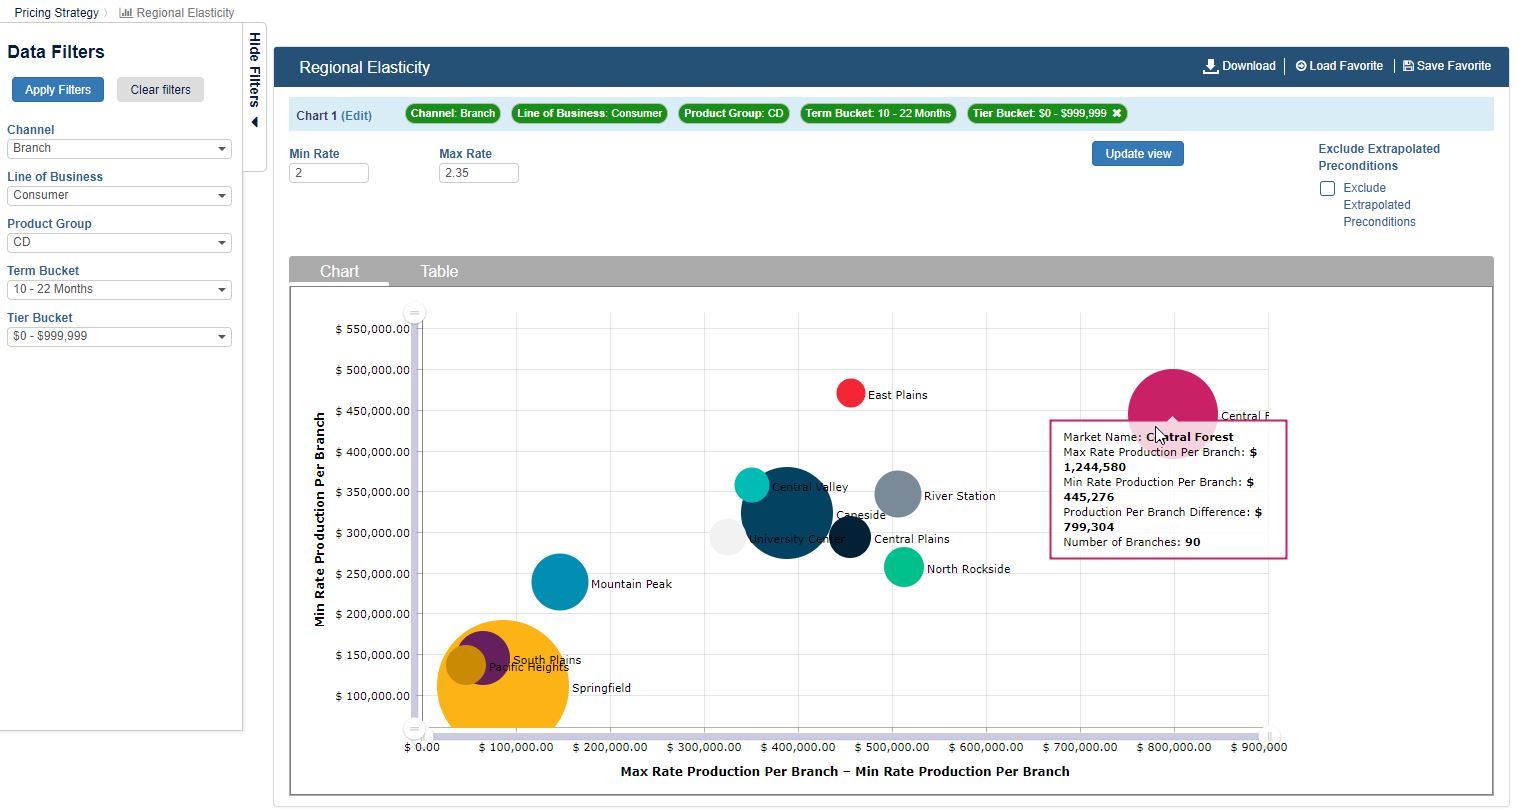 Pricing Strategy 〉 Regional Elasticity
Data Filters
Apply Filters Clear filters
Channel
Branch
Line of Business
Consumer
Product Group
CD
Term Bucket
10 - 22 Months
Tier Bucket
$0 - $999,999
Hide Filters
Regional Elasticity
Download Load Favorite Save Favorite
Chart 1 (Edit) Channel: Branch Line of Business: Consumer Product Group: CD Term Bucket: 10 - 22 Months Tier Bucket: $0 - $999,999 ✖
Min Rate Max Rate
2 2.35
Update view
Exclude Extrapolated
Preconditions
Exclude
Extrapolated
Preconditions
Chart Table
Min Rate Production Per Branch
$ 550,000.00
$ 500,000.00
$ 450,000.00
$ 400,000.00
$ 350,000.00
$ 300,000.00
$ 250,000.00
$ 200,000.00
$ 150,000.00
$ 100,000.00
East Plains
Central F
Central Valley
River Station
Capeside
University Center
Central Plains
North Rockside
Mountain Peak
South Plains
Pacific Heights
Springfield
Market Name: Central Forest
Max Rate Production Per Branch: $
1,244,580
Min Rate Production Per Branch: $
445,276
Production Per Branch Difference: $
799,304
Number of Branches: 90
$ 0.00 $ 100,000.00 $ 200,000.00 $ 300,000.00 $ 400,000.00 $ 500,000.00 $ 600,000.00 $ 700,000.00 $ 800,000.00 $ 900,000
Max Rate Production Per Branch – Min Rate Production Per Branch